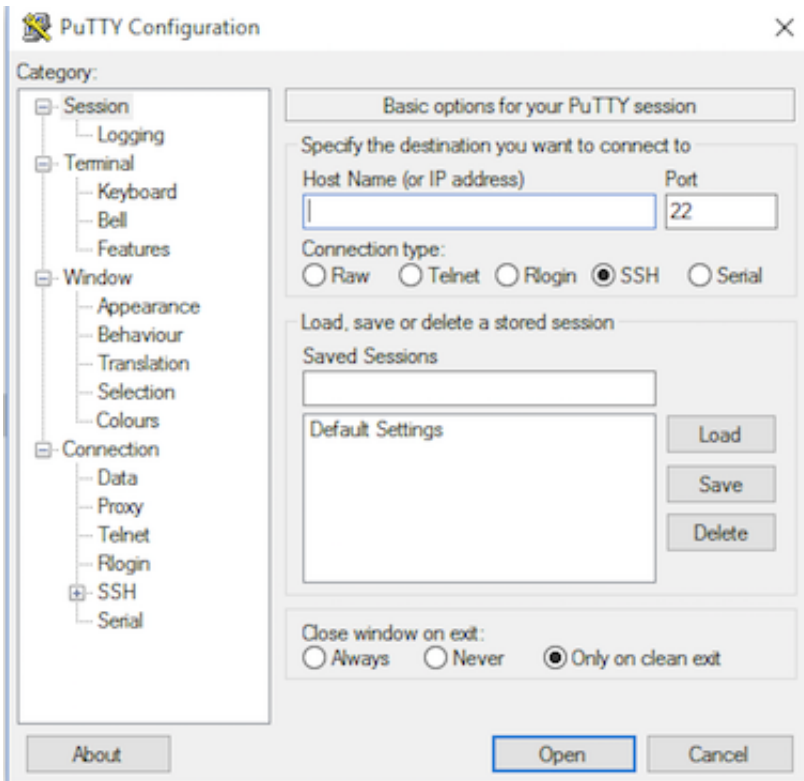 PuTTY Configuration
Category:
Session
Logging
Terminal
Keyboard
Bell
Features
Window
Appearance
Behaviour
Translation
Selection
Colours
Connection
Data
Proxy
Telnet
Rlogin
SSH
Serial
Basic options for your PuTTY session
Specify the destination you want to connect to
Host Name (or IP address) Port
22
Connection type:
Raw Telnet Rlogin SSH Serial
Load, save or delete a stored session
Saved Sessions
Default Settings
Load
Save
Delete
Close window on exit:
Always Never Only on clean exit
About Open Cancel